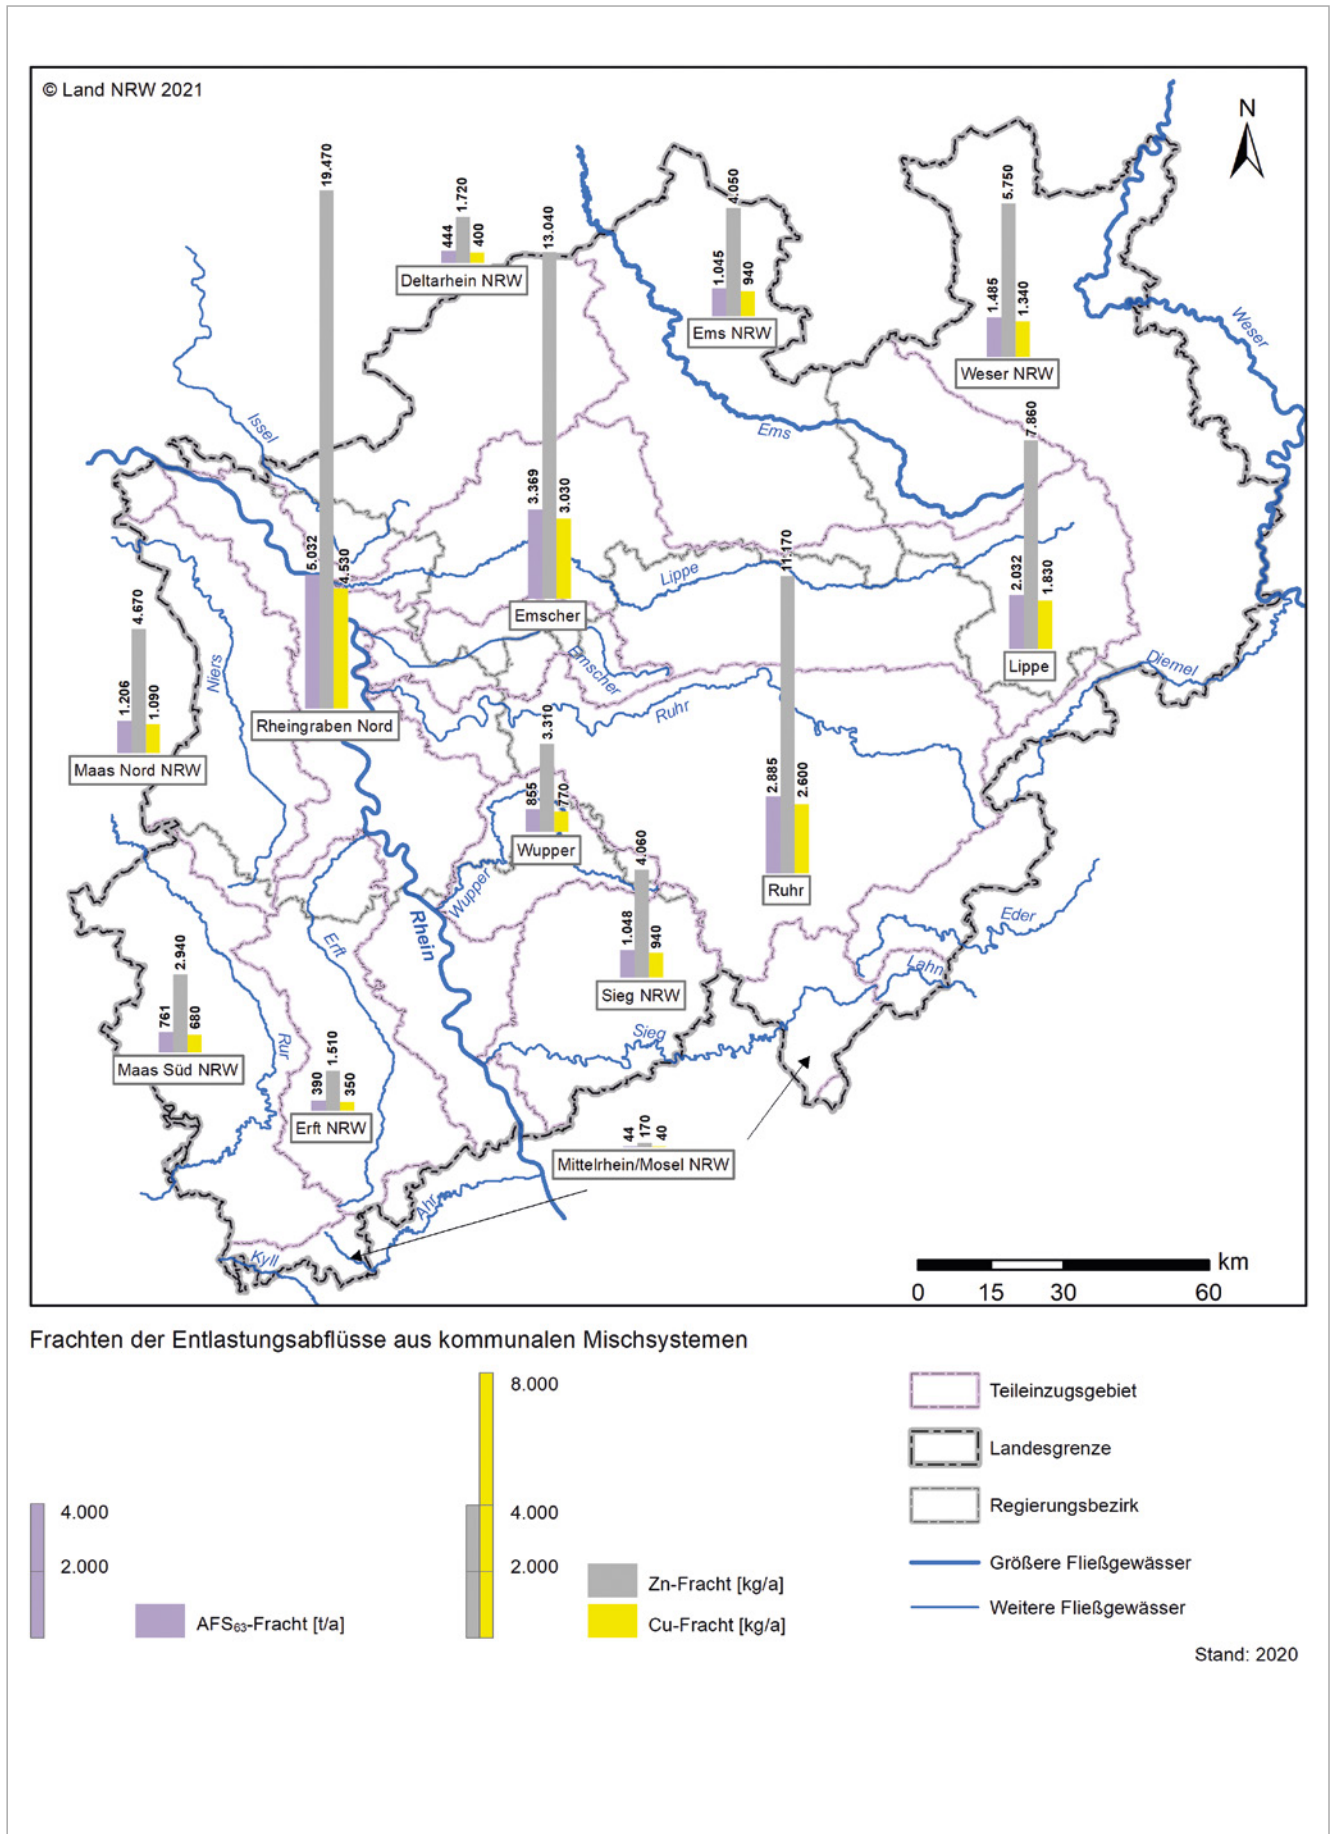 © Land NRW 2021
N
19.470
5.032
4.530
Rheingraben Nord
444
1.720
400
Deltarhein NRW
13.040
3.369
3.030
Emscher
4.050
1.045
940
Ems NRW
5.750
1.485
1.340
Weser NRW
7.860
2.032
1.830
Lippe
11.170
2.885
2.600
Ruhr
4.670
1.206
1.090
Maas Nord NRW
3.310
855
770
Wupper
4.060
1.048
940
Sieg NRW
2.940
761
680
Maas Süd NRW
1.510
390
350
Erft NRW
44
170
40
Mittelrhein/Mosel NRW
Issel
Ems
Weser
Lippe
Niers
Emscher
Ruhr
Diemel
Wupper
Rhein
Erft
Rur
Eder
Lahn
Sieg
Ahr
Kyll
km
0 15 30 60
Frachten der Entlastungsabflüsse aus kommunalen Mischsystemen
4.000
2.000
AFS63-Fracht [t/a]
8.000
4.000
2.000
Zn-Fracht [kg/a]
Cu-Fracht [kg/a]
Teileinzugsgebiet
Landesgrenze
Regierungsbezirk
Größere Fließgewässer
Weitere Fließgewässer
Stand: 2020